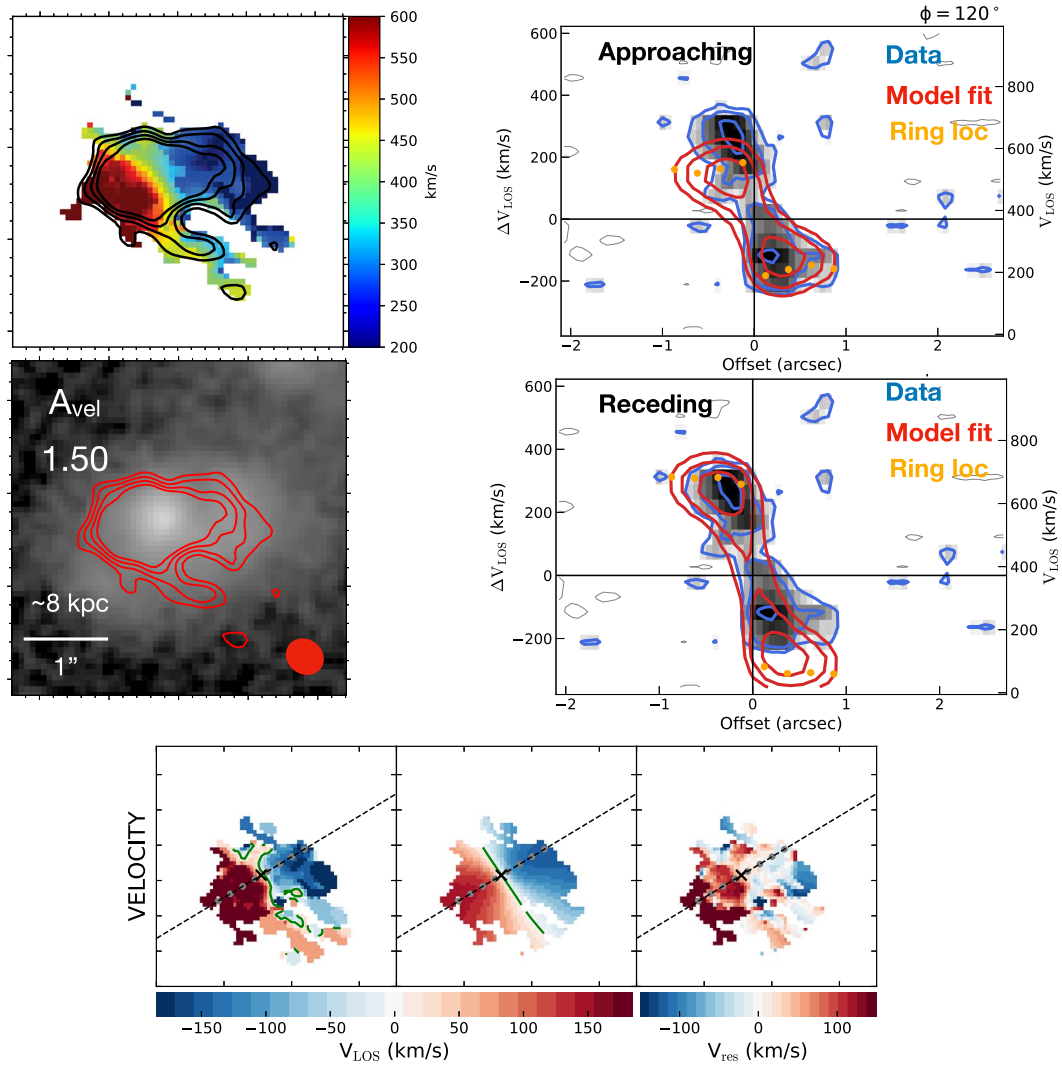 600
550
500
450
400
350
300
250
200
km/s
ϕ = 120°
Approaching
Data
Model fit
Ring loc
600
400
200
0
−200
ΔV_LOS (km/s)
800
600
400
200
0
V_LOS (km/s)
−2 −1 0 1 2
Offset (arcsec)
A_vel
1.50
~8 kpc
1”
Receding
Data
Model fit
Ring loc
600
400
200
0
−200
ΔV_LOS (km/s)
800
600
400
200
0
V_LOS (km/s)
−2 −1 0 1 2
Offset (arcsec)
VELOCITY
−150 −100 −50 0 50 100 150
V_LOS (km/s)
−100 0 100
V_res (km/s)